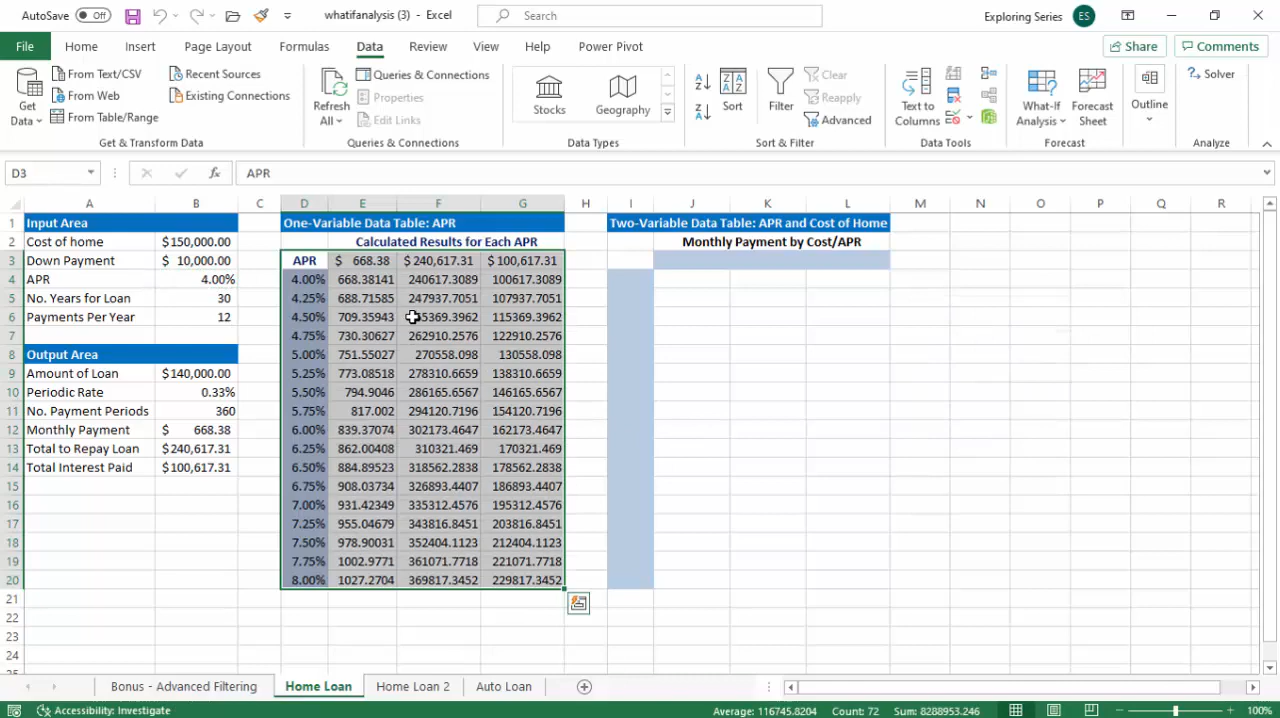 AutoSave Off whatifanalysis (3) - Excel Search Exploring Series ES
File Home Insert Page Layout Formulas Data Review View Help Power Pivot Share Comments
Get Data From Text/CSV From Web From Table/Range Recent Sources Existing Connections
Refresh All Queries & Connections Properties Edit Links
Stocks Geography
Sort Filter Clear Reapply Advanced
Text to Columns What-If Analysis Forecast Sheet Outline Solver
Get & Transform Data Queries & Connections Data Types Sort & Filter Data Tools Forecast Analyze
D3 fx APR
A B C D E F G H I J K L M N O P Q R
1 Input Area One-Variable Data Table: APR Two-Variable Data Table: APR and Cost of Home
2 Cost of home $150,000.00 Calculated Results for Each APR Monthly Payment by Cost/APR
3 Down Payment $ 10,000.00 APR $ 668.38 $ 240,617.31 $ 100,617.31
4 APR 4.00% 4.00% 668.38141 240617.3089 100617.3089
5 No. Years for Loan 30 4.25% 688.71585 247937.7051 107937.7051
6 Payments Per Year 12 4.50% 709.35943 55369.3962 115369.3962
7 4.75% 730.30627 262910.2576 122910.2576
8 Output Area 5.00% 751.55027 270558.098 130558.098
9 Amount of Loan $140,000.00 5.25% 773.08518 278310.6659 138310.6659
10 Periodic Rate 0.33% 5.50% 794.9046 286165.6567 146165.6567
11 No. Payment Periods 360 5.75% 817.002 294120.7196 154120.7196
12 Monthly Payment $ 668.38 6.00% 839.37074 302173.4647 162173.4647
13 Total to Repay Loan $240,617.31 6.25% 862.00408 310321.469 170321.469
14 Total Interest Paid $100,617.31 6.50% 884.89523 318562.2838 178562.2838
15 6.75% 908.03734 326893.4407 186893.4407
16 7.00% 931.42349 335312.4576 195312.4576
17 7.25% 955.04679 343816.8451 203816.8451
18 7.50% 978.90031 352404.1123 212404.1123
19 7.75% 1002.9771 361071.7718 221071.7718
20 8.00% 1027.2704 369817.3452 229817.3452
21
22
23
24
Bonus - Advanced Filtering Home Loan Home Loan 2 Auto Loan
Accessibility: Investigate Average: 116745.8204 Count: 72 Sum: 8288953.246 100%